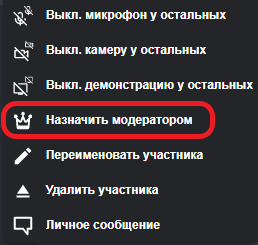 Выкл. микрофон у остальных
Выкл. камеру у остальных
Выкл. демонстрацию у остальных
Назначить модератором
Переименовать участника
Удалить участника
Личное сообщение